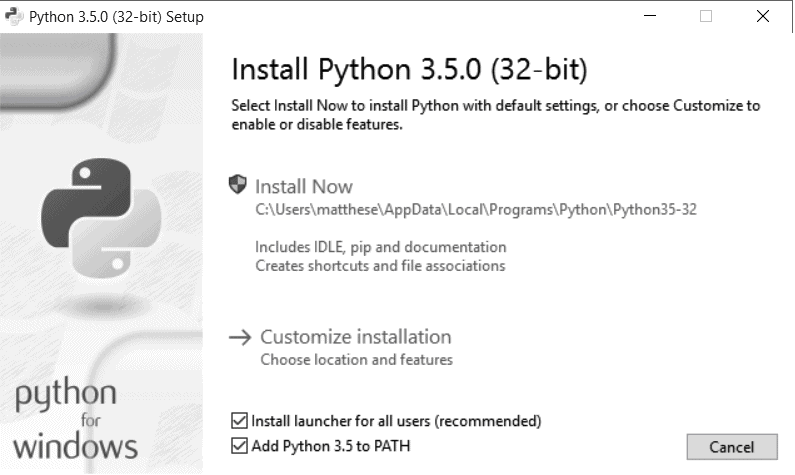 Python 3.5.0 (32-bit) Setup
Install Python 3.5.0 (32-bit)
Select Install Now to install Python with default settings, or choose Customize to
enable or disable features.
Install Now
C:\Users\matthese\AppData\Local\Programs\Python\Python35-32
Includes IDLE, pip and documentation
Creates shortcuts and file associations
Customize installation
Choose location and features
python
for
windows
Install launcher for all users (recommended)
Add Python 3.5 to PATH
Cancel